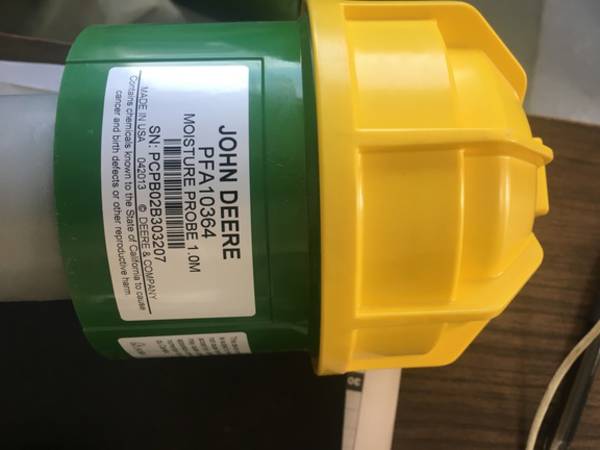 JOHN DEERE
PFA10364
MOISTURE PROBE 1.0M
SN: PCPB02B303207
MADE IN USA 042013 © DEERE & COMPANY
Contains chemicals known to the State of California to cause
cancer and birth defects or other reproductive harm.